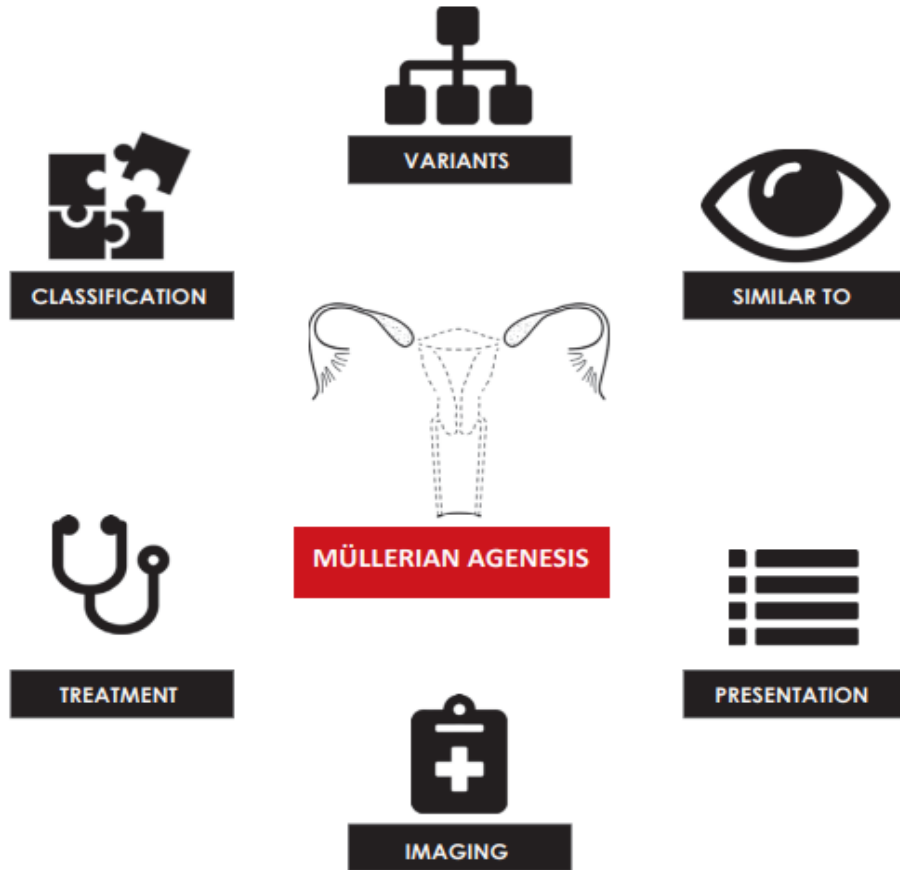 VARIANTS
CLASSIFICATION
SIMILAR TO
MÜLLERIAN AGENESIS
TREATMENT
PRESENTATION
IMAGING